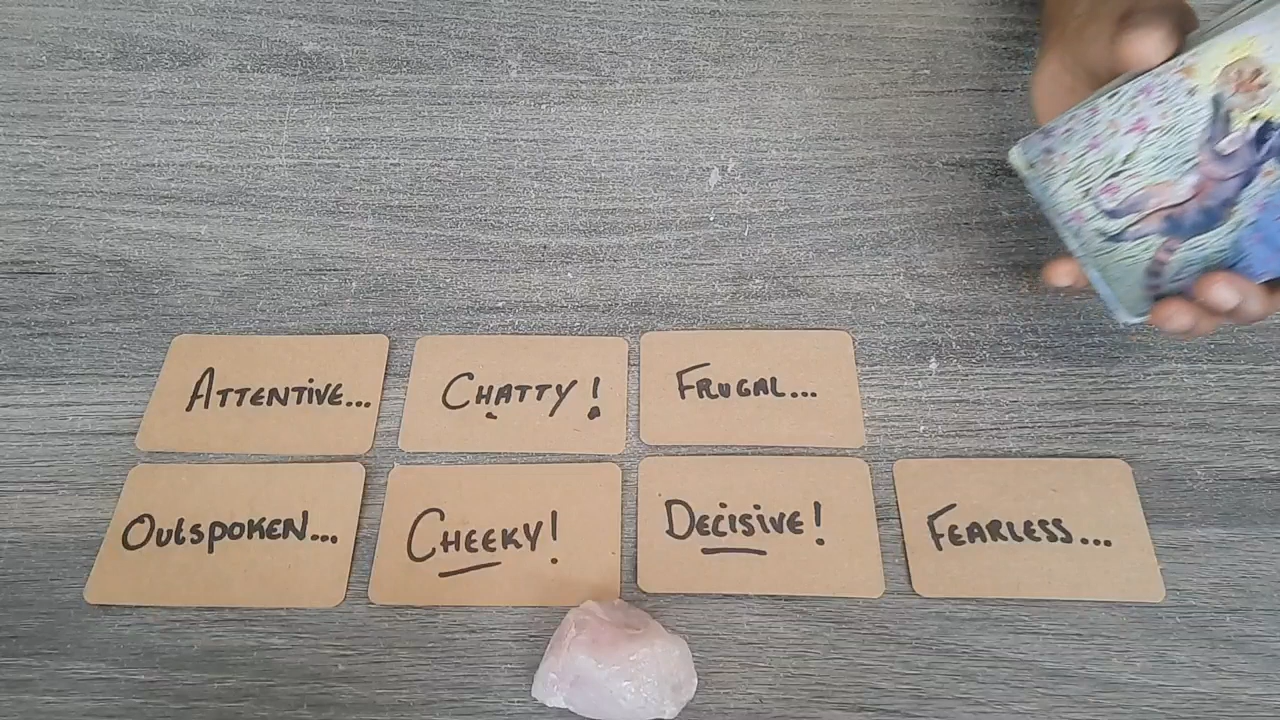 ATTENTIVE...
CHATTY!
FRUGAL...
OUtSPOKEN...
CHEEKY!
DECISIVE!
FEARLESS...